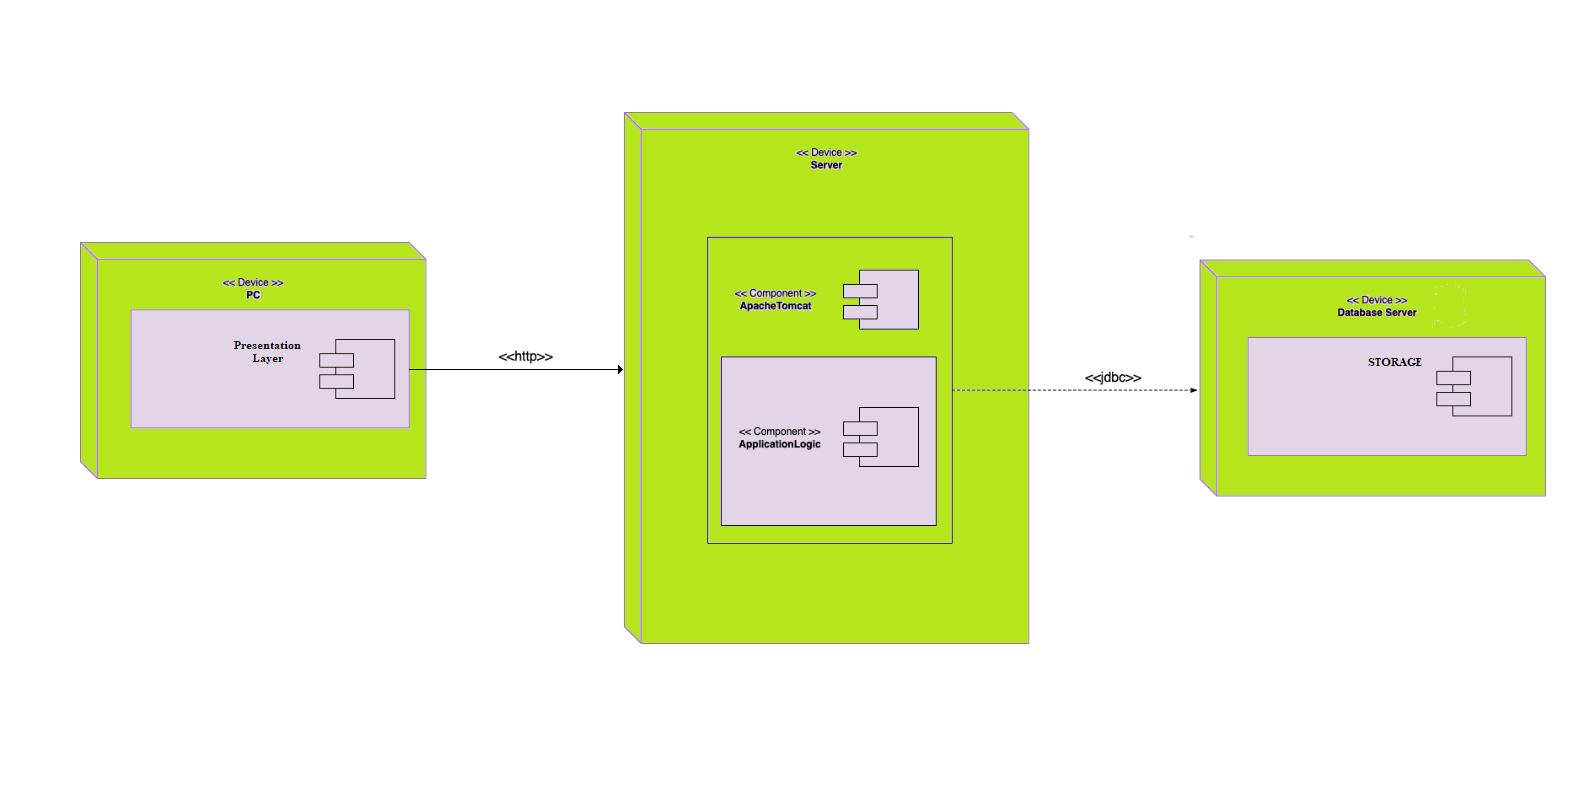 << Device >>
PC
Presentation
Layer
<<http>>
<< Device >>
Server
<< Component >>
ApacheTomcat
<< Component >>
ApplicationLogic
<<jdbc>>
<< Device >>
Database Server
STORAGE